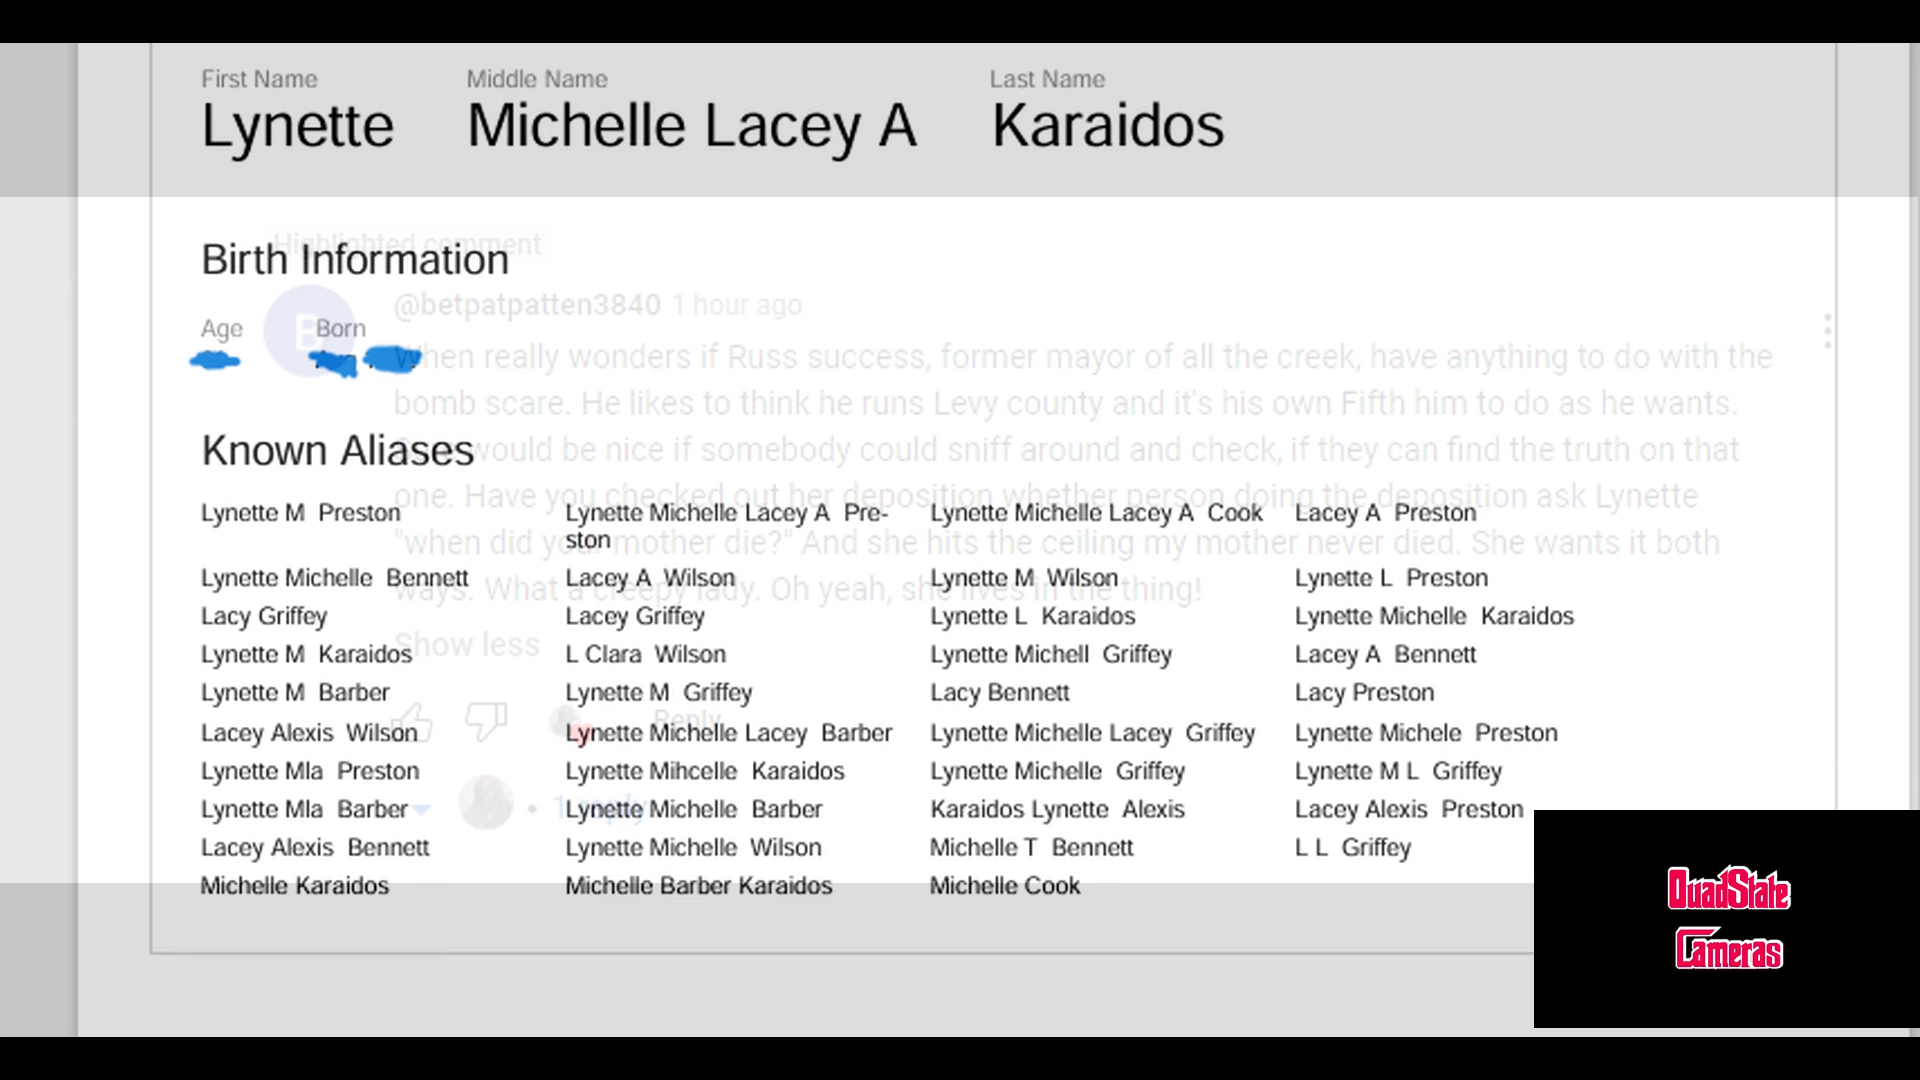 First Name Middle Name Last Name
Lynette Michelle Lacey A Karaidos
Highlighted comment
Birth Information
@betpatpatten3840 1 hour ago
Age Born
B
When really wonders if Russ success, former mayor of all the creek, have anything to do with the
bomb scare. He likes to think he runs Levy county and it's his own Fifth him to do as he wants.
Known Aliases
would be nice if somebody could sniff around and check, if they can find the truth on that
one. Have you checked out her deposition whether person doing the deposition ask Lynette
Lynette M Preston Lynette Michelle Lacey A Pre- Lynette Michelle Lacey A Cook Lacey A Preston
ston
"when did your mother die?" And she hits the ceiling my mother never died. She wants it both
Lynette Michelle Bennett Lacey A Wilson Lynette M Wilson Lynette L Preston
ways. What a creepy lady. Oh yeah, she lives in the thing!
Lacy Griffey Lacey Griffey Lynette L Karaidos Lynette Michelle Karaidos
Show less
Lynette M Karaidos L Clara Wilson Lynette Michell Griffey Lacey A Bennett
Lynette M Barber Lynette M Griffey Lacy Bennett Lacy Preston
Reply
Lacey Alexis Wilson Lynette Michelle Lacey Barber Lynette Michelle Lacey Griffey Lynette Michele Preston
Lynette Mla Preston Lynette Mihcelle Karaidos Lynette Michelle Griffey Lynette M L Griffey
Lynette Mla Barber Lynette Michelle Barber Karaidos Lynette Alexis Lacey Alexis Preston
1 reply
Lacey Alexis Bennett Lynette Michelle Wilson Michelle T Bennett L L Griffey
Michelle Karaidos Michelle Barber Karaidos Michelle Cook
QuadState
Cameras